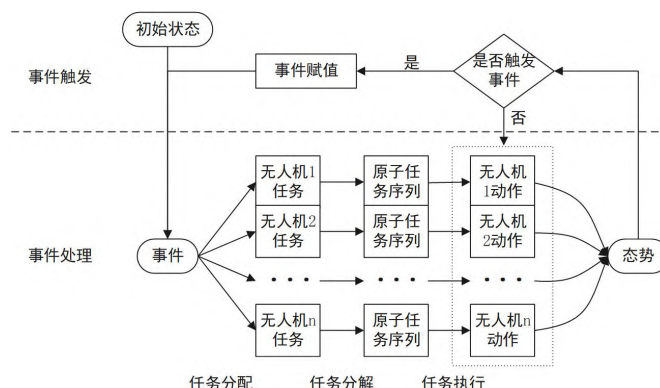 初始状态
事件触发
事件赋值
是
是否触发
事件
否
无人机1
任务
原子任
务序列
无人机
1动作
无人机2
任务
原子任
务序列
无人机
2动作
事件处理
事件
态势
· · · ·
· · · ·
· · · ·
无人机n
任务
原子任
务序列
无人机n
动作
任务分配
任务分解
任务执行